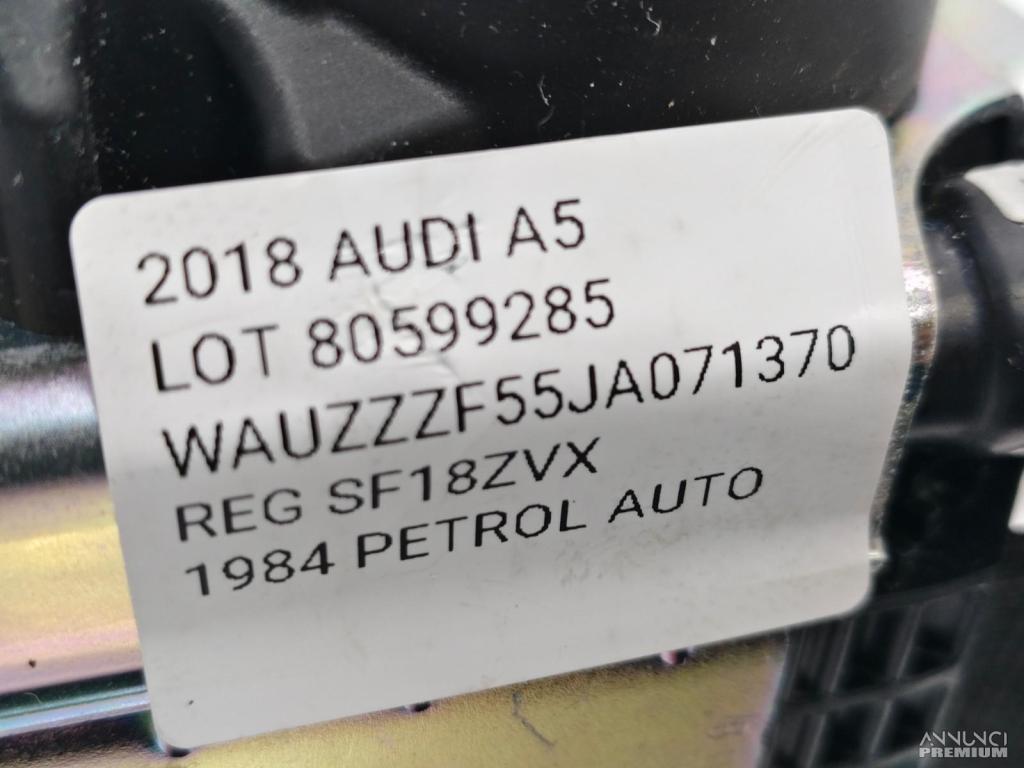 2018 AUDI A5
LOT 80599285
WAUZZZF55JA071370
REG SF18ZVX
1984 PETROL AUTO
ANNUNCI
PREMIUM